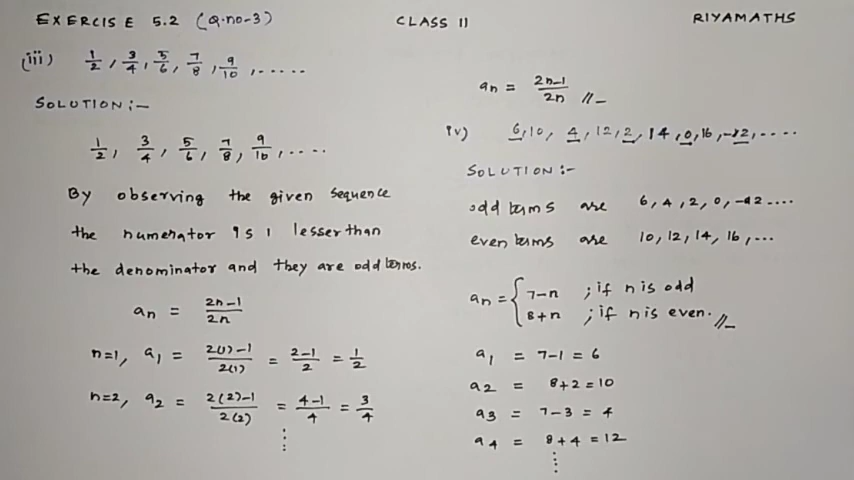 EXERCISE 5.2 (Q.no-3) CLASS 11 RIYAMATHS
(iii) 1/2, 3/4, 5/6, 7/8, 9/10, .....
SOLUTION:-
1/2, 3/4, 5/6, 7/8, 9/10, ....
By observing the given sequence
the numerator is 1 lesser than
the denominator and they are odd terms.
an = 2n-1/2n
n=1, a1 = 2(1)-1/2(1) = 2-1/2 = 1/2
n=2, a2 = 2(2)-1/2(2) = 4-1/4 = 3/4
⋮
an = 2n-1/2n //
iv) 6,10, 4, 12, 2, 14, 0, 16, -2, ....
SOLUTION:-
odd terms are 6, 4, 2, 0, -2 ....
even terms are 10, 12, 14, 16, ...
an = { 7-n ; if n is odd
8+n ; if n is even. //
a1 = 7-1 = 6
a2 = 8+2 = 10
a3 = 7-3 = 4
a4 = 8+4 = 12
⋮